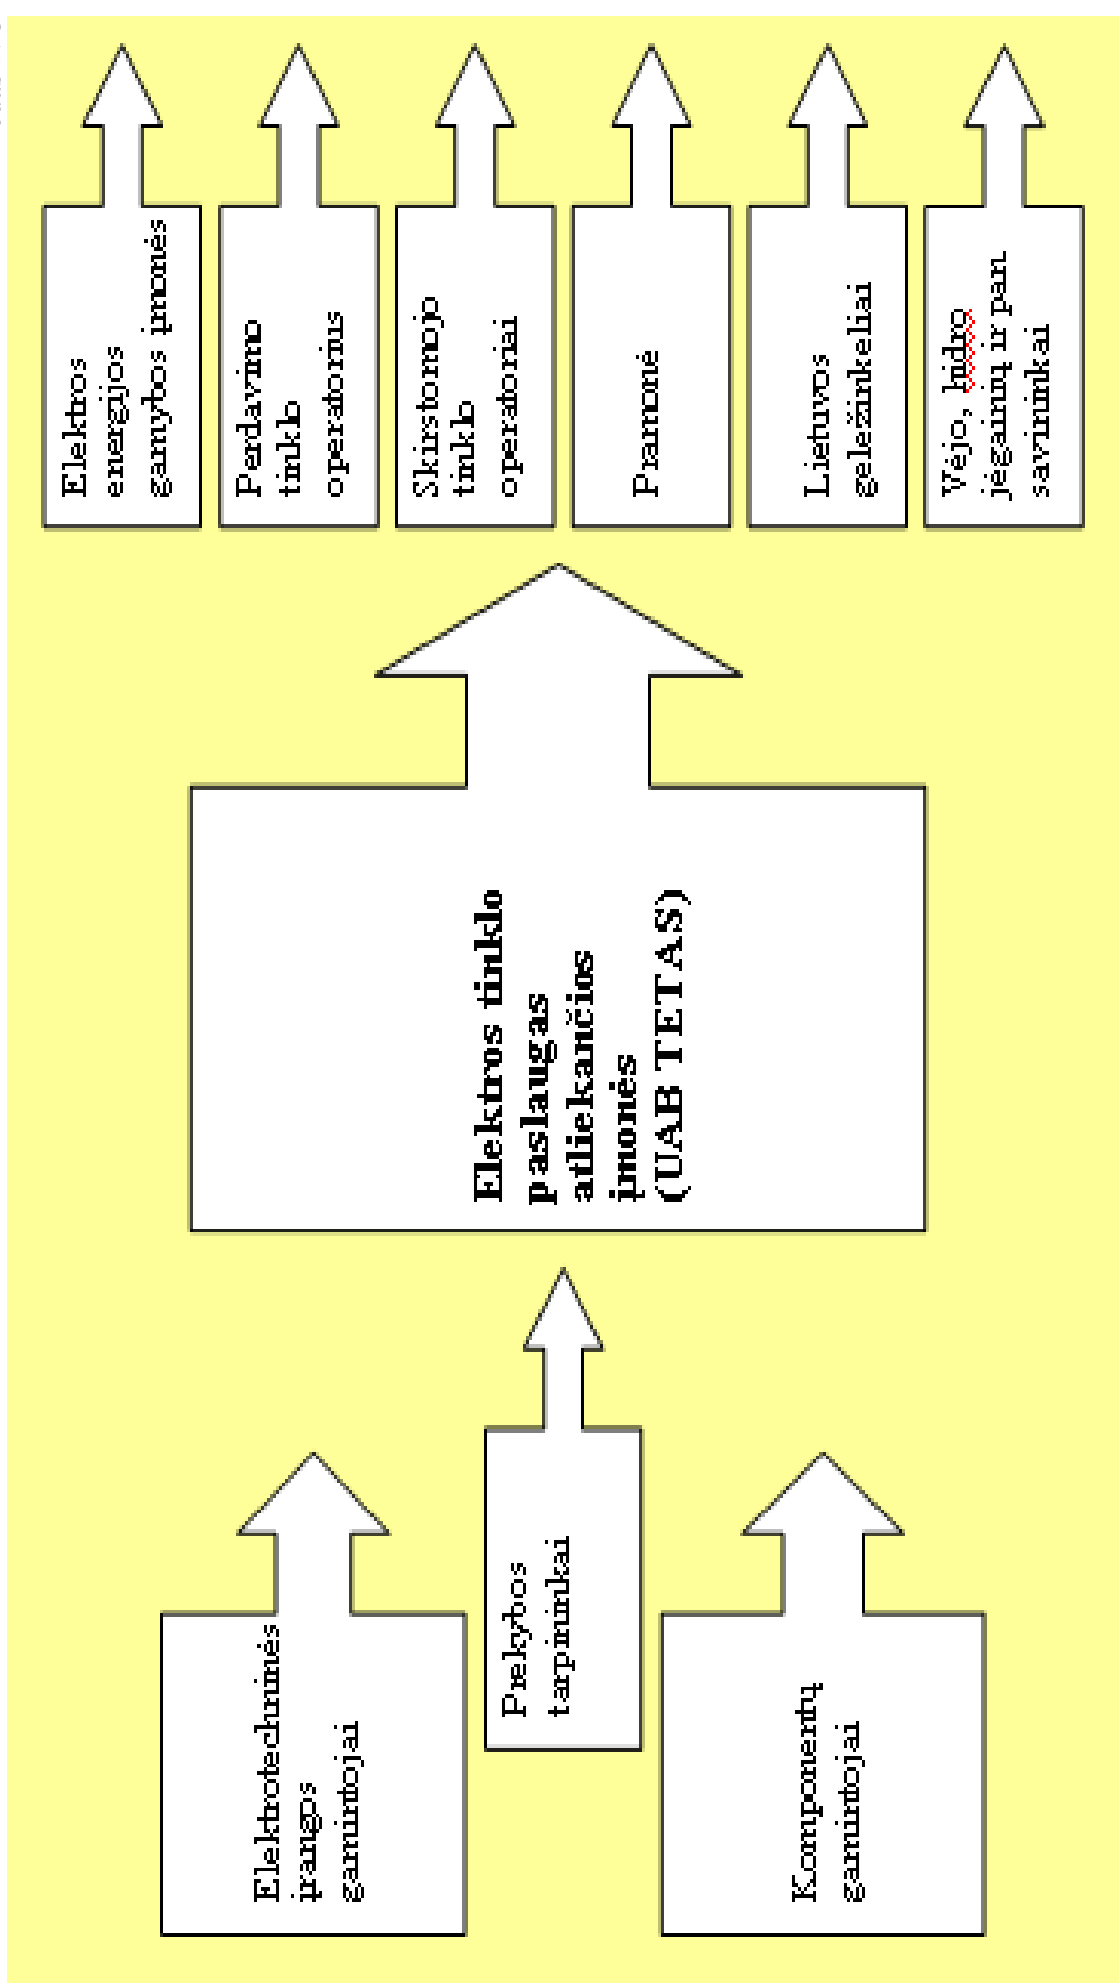 Elektros
energijos
gamybos įmonės
Perdavimo
tinklo
operatorius
Skirstomojo
tinklo
operatoriai
Pramonė
Lietuvos
geležinkeliai
Vėjo, hidro
jėgainių ir pan.
savininkai
Elektros tinklo
paslaugas
atliekančios
įmonės
(UAB TETAS)
Elektrotechninės
įrangos
gamintojai
Prekybos
tarpininkai
Komponentų
gamintojai